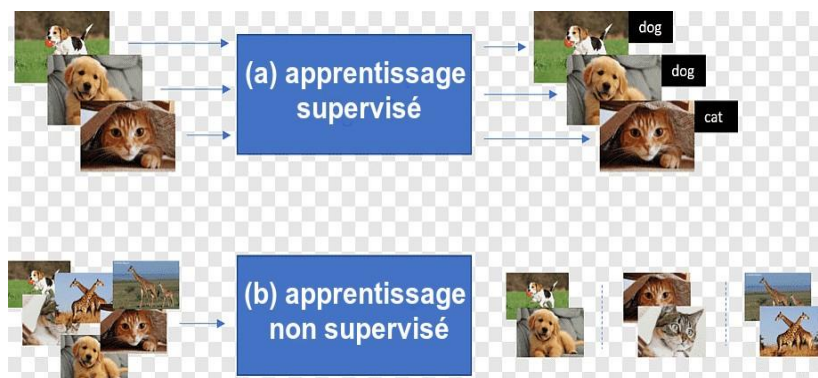 dog
(a) apprentissage
supervisé
dog
cat
(b) apprentissage
non supervisé